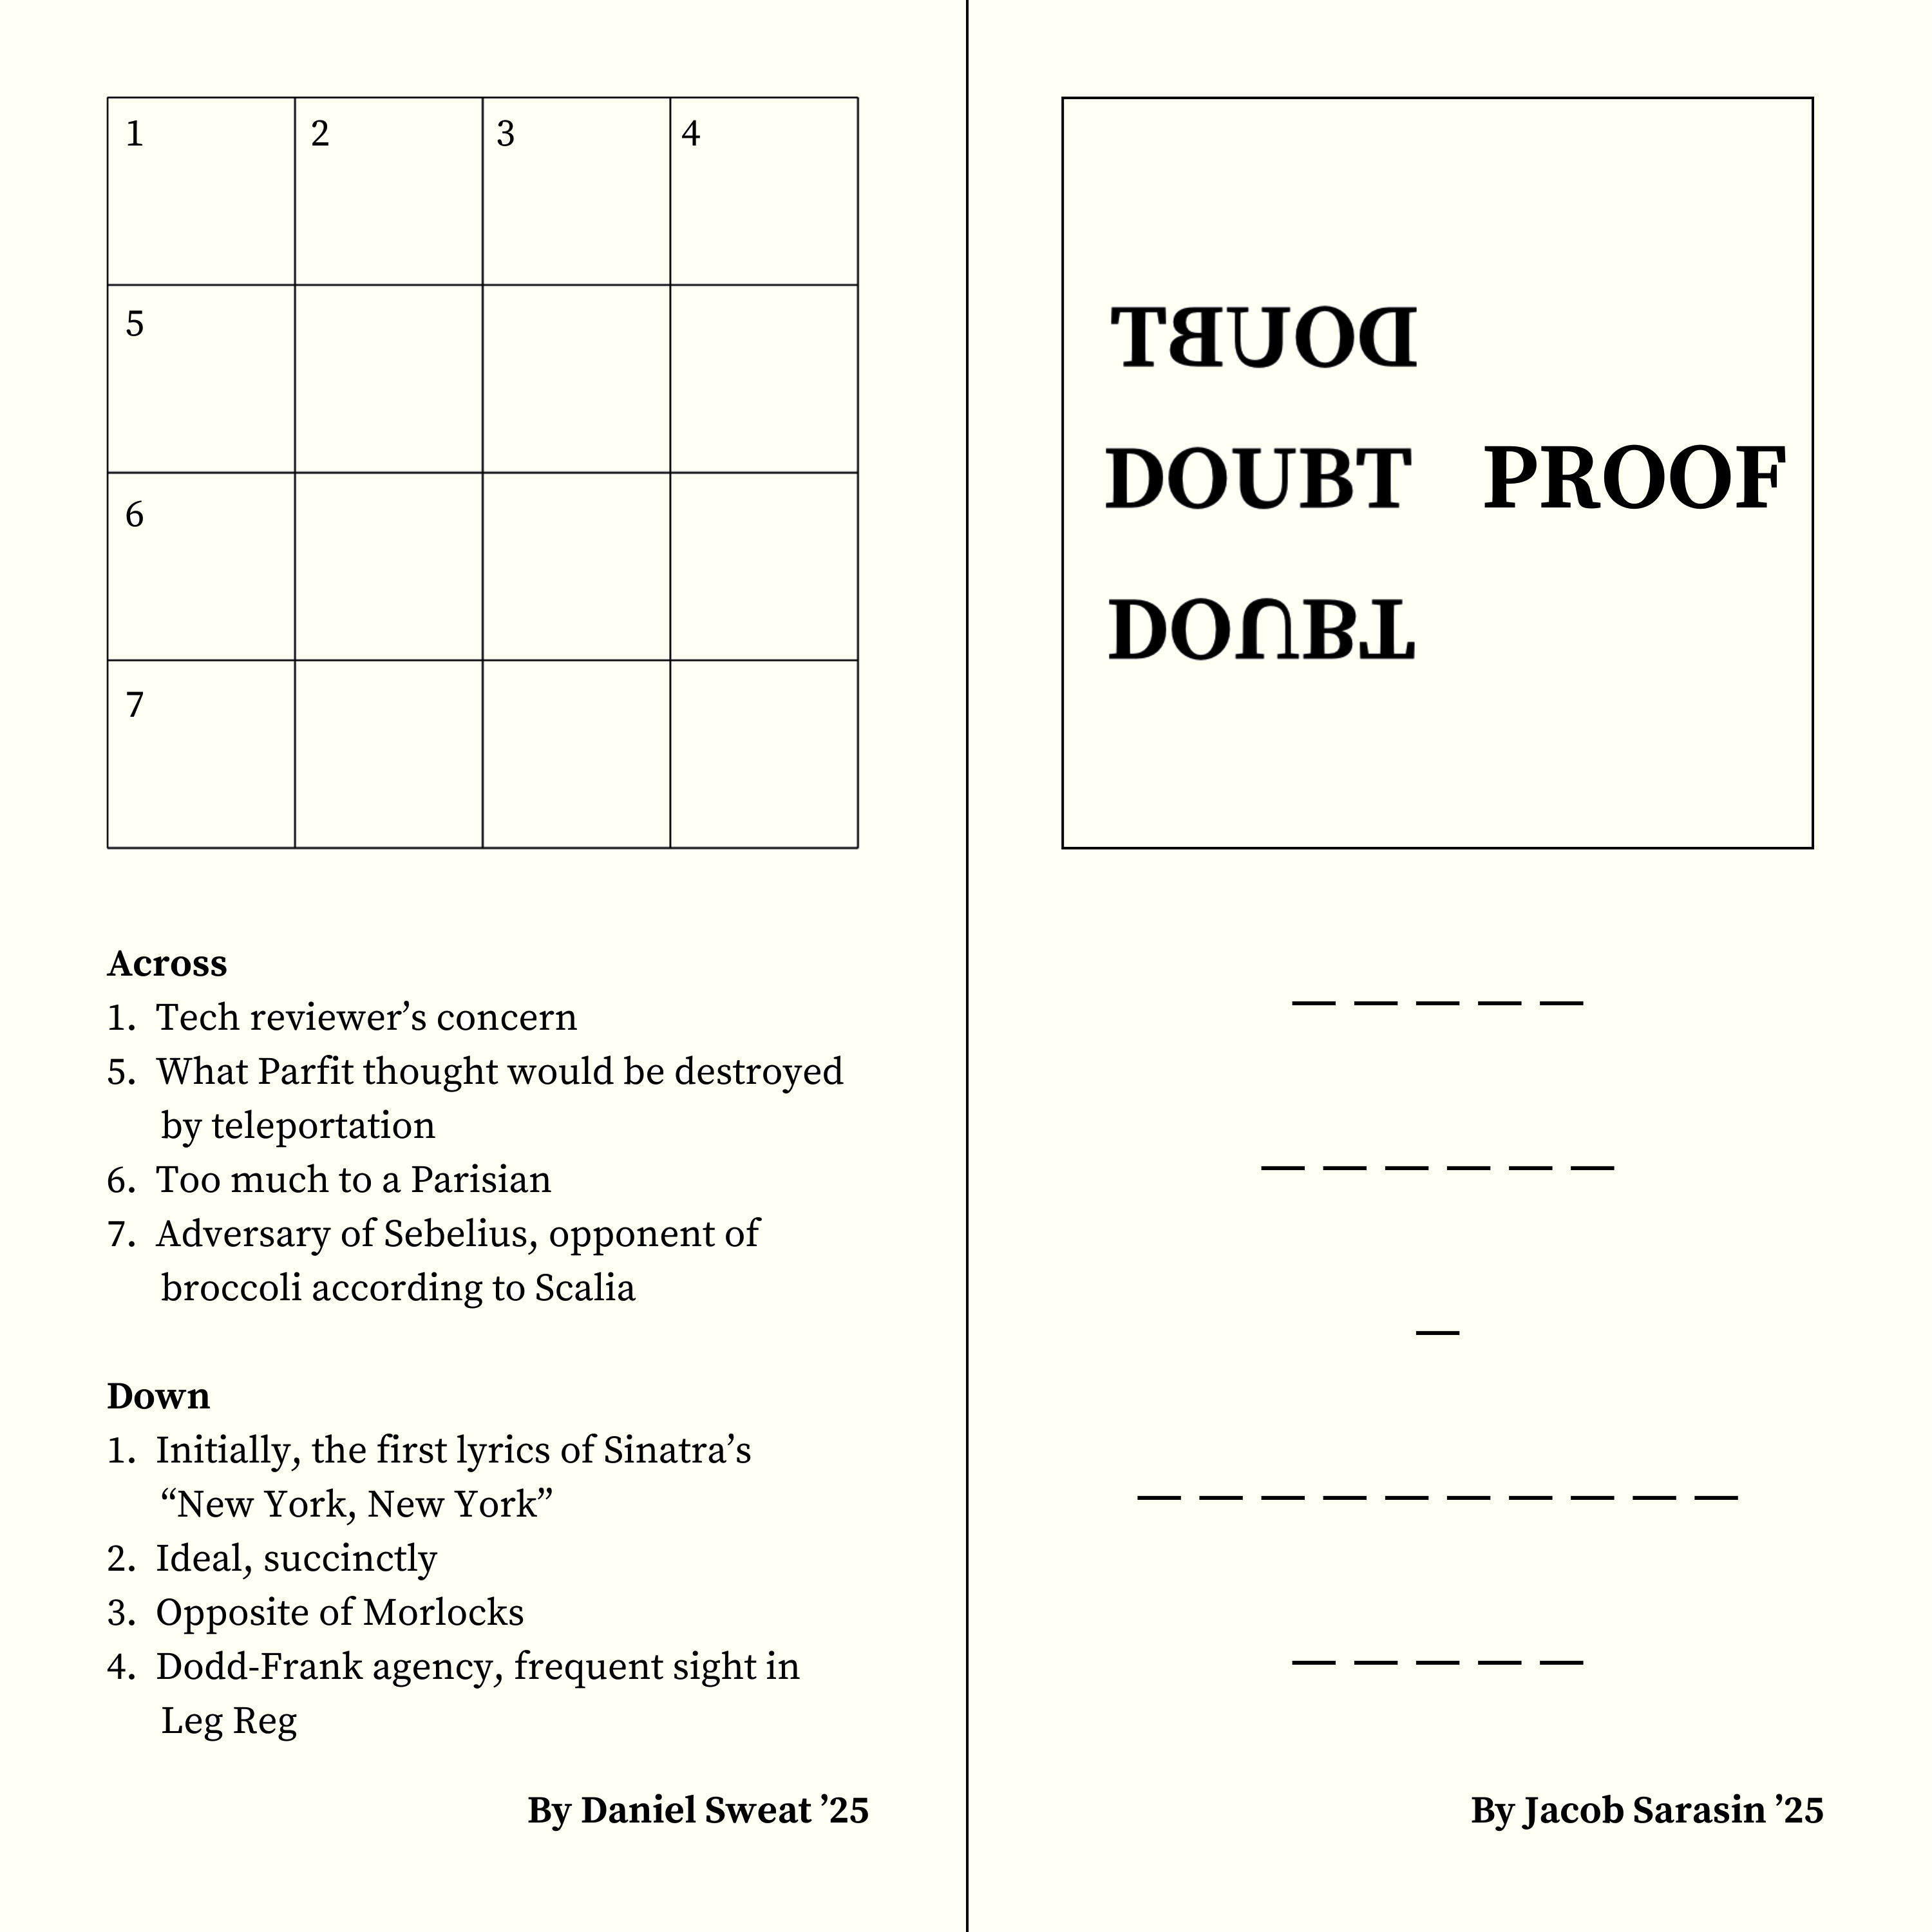 1 2 3 4
5
6
7
Across
1. Tech reviewer’s concern
5. What Parfit thought would be destroyed
by teleportation
6. Too much to a Parisian
7. Adversary of Sebelius, opponent of
broccoli according to Scalia
Down
1. Initially, the first lyrics of Sinatra’s
“New York, New York”
2. Ideal, succinctly
3. Opposite of Morlocks
4. Dodd-Frank agency, frequent sight in
Leg Reg
By Daniel Sweat ’25
DOUBT
DOUBT PROOF
DOUBT
By Jacob Sarasin ’25